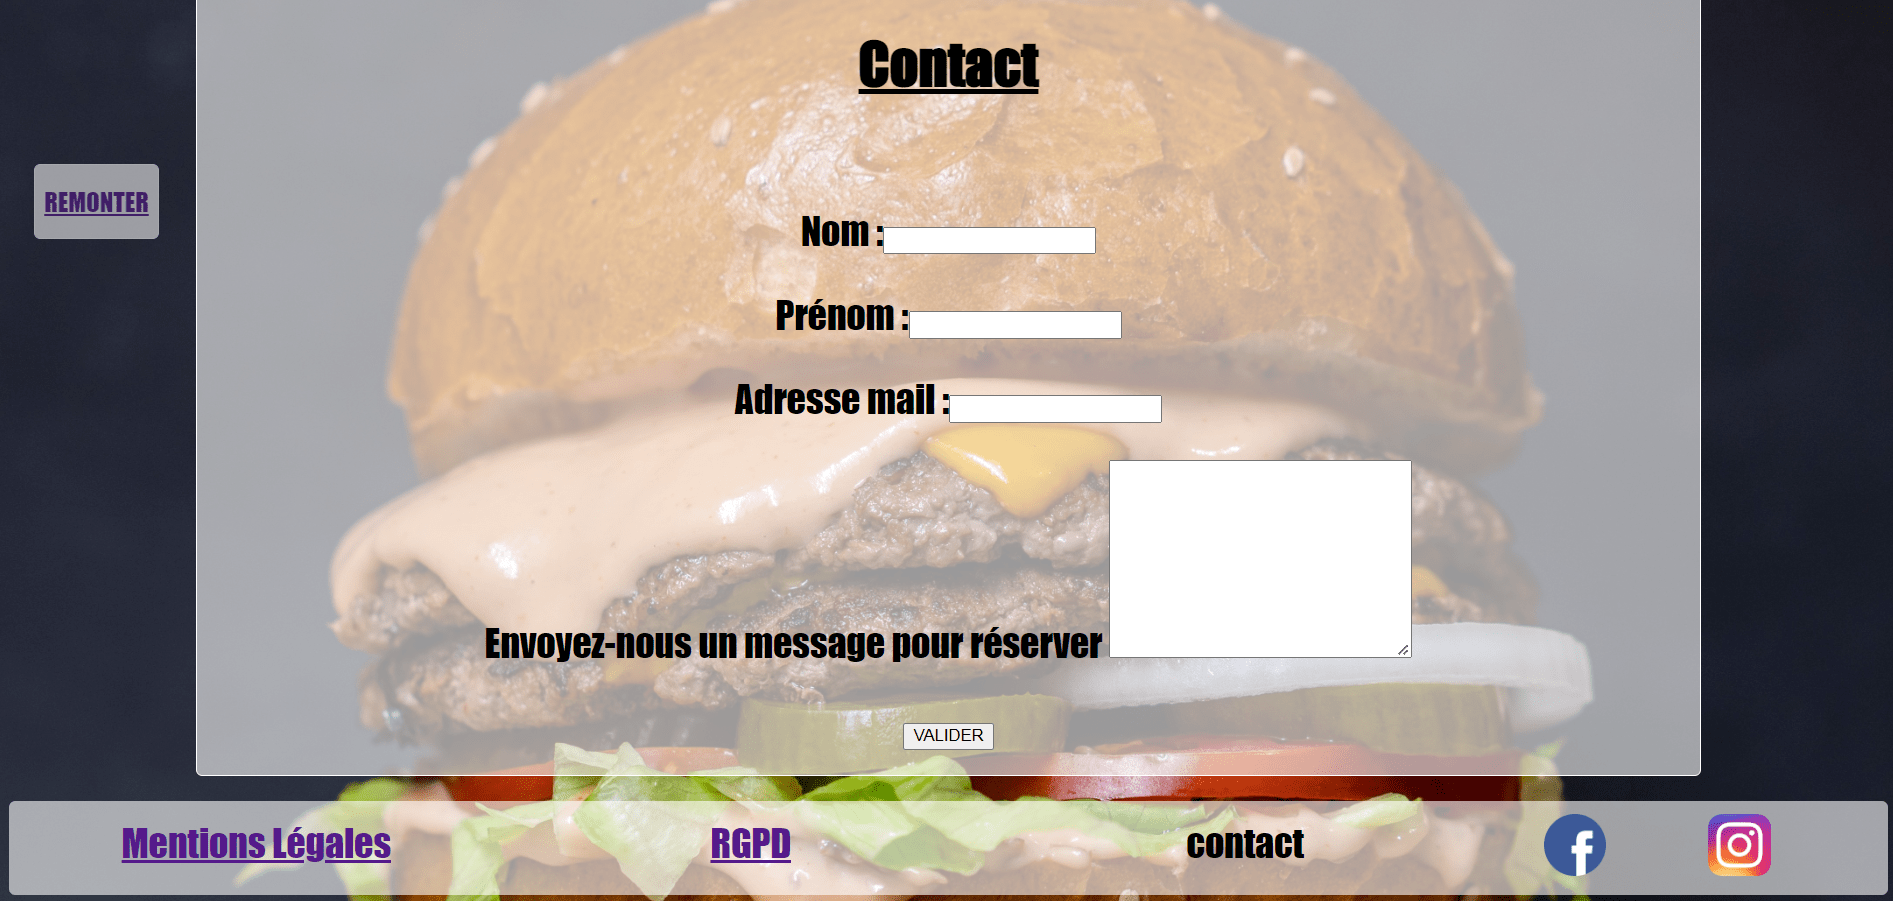 Contact
REMONTER
Nom :
Prénom :
Adresse mail :
Envoyez-nous un message pour réserver
VALIDER
Mentions Légales RGPD contact